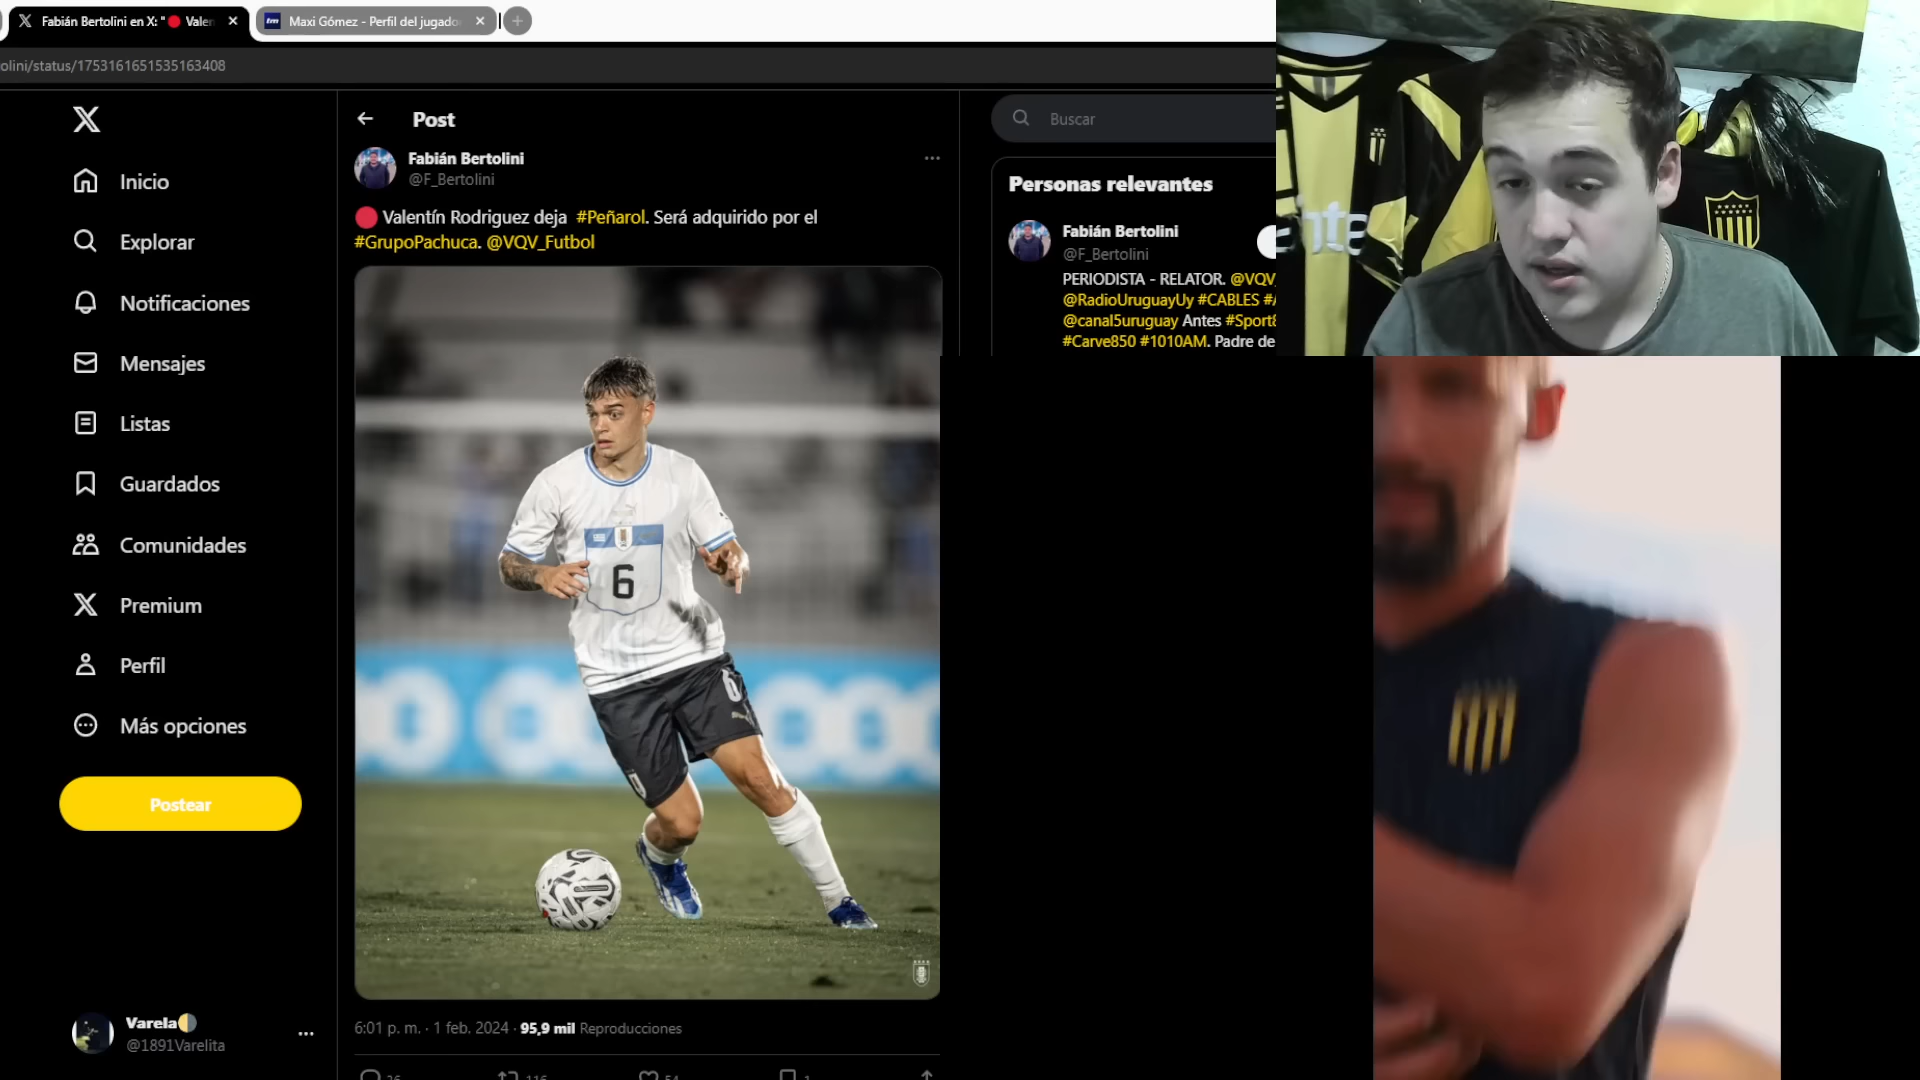 Fabián Bertolini en X: "🔴 Valen
Maxi Gómez - Perfil del jugado
olini/status/1753161651535163408
Post
Buscar
Fabián Bertolini
@F_Bertolini
🔴 Valentín Rodriguez deja #Peñarol. Será adquirido por el
#GrupoPachuca. @VQV_Futbol
6
6
6:01 p. m. · 1 feb. 2024 · 95,9 mil Reproducciones
Inicio
Explorar
Notificaciones
Mensajes
Listas
Guardados
Comunidades
Premium
Perfil
Más opciones
Postear
Varela
@1891Varelita
Personas relevantes
Fabián Bertolini
@F_Bertolini
PERIODISTA - RELATOR. @VQV_
@RadioUruguayUy #CABLES #A
@canal5uruguay Antes #Sport8
#Carve850 #1010AM. Padre de